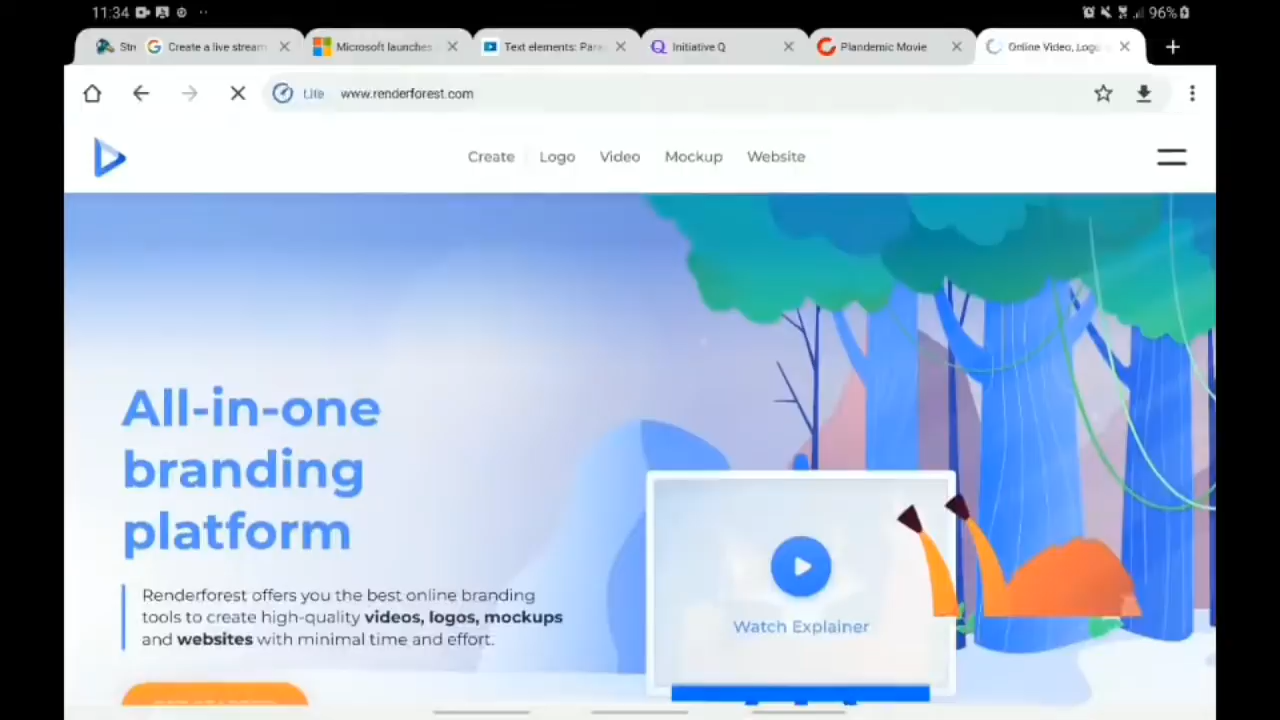 11:34
96%
Stn
Create a live stream
Microsoft launches
Text elements: Para
Initiative Q
Plandemic Movie
Online Video, Logo
Lite www.renderforest.com
Create Logo Video Mockup Website
All-in-one
branding
platform
Renderforest offers you the best online branding
tools to create high-quality videos, logos, mockups
and websites with minimal time and effort.
Watch Explainer